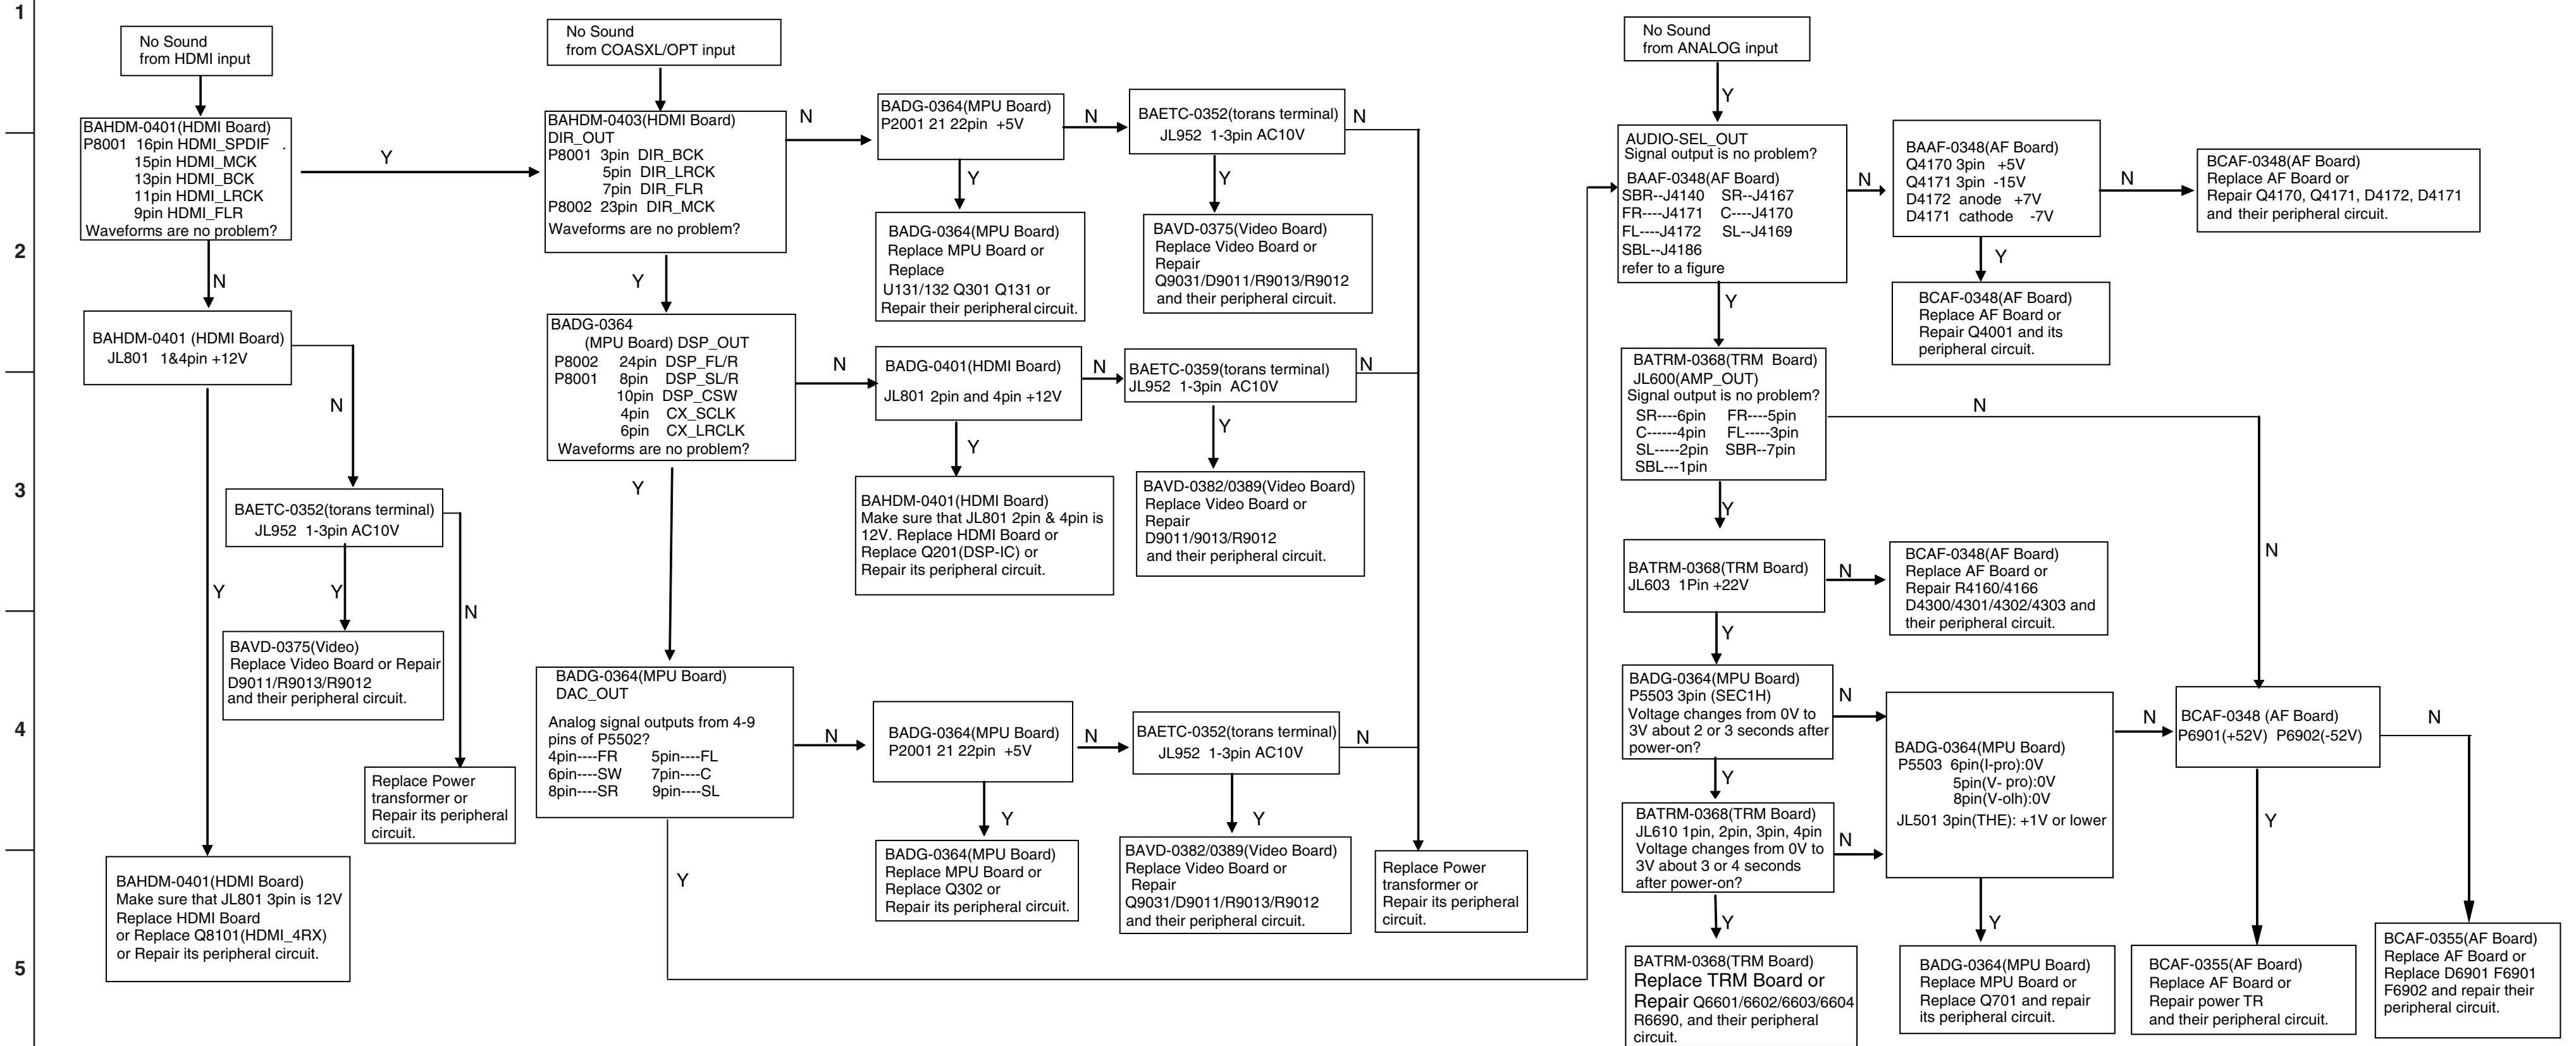 1
2
3
4
5
No Sound
from HDMI input
BAHDM-0401(HDMI Board)
P8001 16pin HDMI_SPDIF .
15pin HDMI_MCK
13pin HDMI_BCK
11pin HDMI_LRCK
9pin HDMI_FLR
Waveforms are no problem?
Y
N
BAHDM-0401 (HDMI Board)
JL801 1&4pin +12V
N
Y
BAETC-0352(torans terminal)
JL952 1-3pin AC10V
Y
N
BAVD-0375(Video)
Replace Video Board or Repair
D9011/R9013/R9012
and their peripheral circuit.
Replace Power
transformer or
Repair its peripheral
circuit.
BAHDM-0401(HDMI Board)
Make sure that JL801 3pin is 12V
Replace HDMI Board
or Replace Q8101(HDMI_4RX)
or Repair its peripheral circuit.
No Sound
from COASXL/OPT input
BAHDM-0403(HDMI Board)
DIR_OUT
P8001 3pin DIR_BCK
5pin DIR_LRCK
7pin DIR_FLR
P8002 23pin DIR_MCK
Waveforms are no problem?
N
Y
BADG-0364(MPU Board)
P2001 21 22pin +5V
N
Y
BAETC-0352(torans terminal)
JL952 1-3pin AC10V
N
Y
BADG-0364(MPU Board)
Replace MPU Board or
Replace
U131/132 Q301 Q131 or
Repair their peripheral circuit.
BAVD-0375(Video Board)
Replace Video Board or
Repair
Q9031/D9011/R9013/R9012
and their peripheral circuit.
BADG-0364
(MPU Board) DSP_OUT
P8002 24pin DSP_FL/R
P8001 8pin DSP_SL/R
10pin DSP_CSW
4pin CX_SCLK
6pin CX_LRCLK
Waveforms are no problem?
N
Y
BADG-0401(HDMI Board)
JL801 2pin and 4pin +12V
N
Y
BAETC-0359(torans terminal)
JL952 1-3pin AC10V
N
Y
BAHDM-0401(HDMI Board)
Make sure that JL801 2pin & 4pin is
12V. Replace HDMI Board or
Replace Q201(DSP-IC) or
Repair its peripheral circuit.
BAVD-0382/0389(Video Board)
Replace Video Board or
Repair
D9011/9013/R9012
and their peripheral circuit.
BADG-0364(MPU Board)
DAC_OUT
Analog signal outputs from 4-9
pins of P5502?
4pin----FR 5pin----FL
6pin----SW 7pin----C
8pin----SR 9pin----SL
N
Y
BADG-0364(MPU Board)
P2001 21 22pin +5V
N
Y
BAETC-0352(torans terminal)
JL952 1-3pin AC10V
N
Y
BADG-0364(MPU Board)
Replace MPU Board or
Replace Q302 or
Repair its peripheral circuit.
BAVD-0382/0389(Video Board)
Replace Video Board or
Repair
Q9031/D9011/R9013/R9012
and their peripheral circuit.
Replace Power
transformer or
Repair its peripheral
circuit.
No Sound
from ANALOG input
Y
AUDIO-SEL_OUT
Signal output is no problem?
BAAF-0348(AF Board)
SBR--J4140 SR--J4167
FR----J4171 C----J4170
FL----J4172 SL--J4169
SBL--J4186
refer to a figure
N
Y
BAAF-0348(AF Board)
Q4170 3pin +5V
Q4171 3pin -15V
D4172 anode +7V
D4171 cathode -7V
N
Y
BCAF-0348(AF Board)
Replace AF Board or
Repair Q4170, Q4171, D4172, D4171
and their peripheral circuit.
BCAF-0348(AF Board)
Replace AF Board or
Repair Q4001 and its
peripheral circuit.
BATRM-0368(TRM Board)
JL600(AMP_OUT)
Signal output is no problem?
SR----6pin FR----5pin
C------4pin FL-----3pin
SL-----2pin SBR--7pin
SBL---1pin
N
N
Y
BATRM-0368(TRM Board)
JL603 1Pin +22V
N
Y
BCAF-0348(AF Board)
Replace AF Board or
Repair R4160/4166
D4300/4301/4302/4303 and
their peripheral circuit.
BADG-0364(MPU Board)
P5503 3pin (SEC1H)
Voltage changes from 0V to
3V about 2 or 3 seconds after
power-on?
N
Y
BATRM-0368(TRM Board)
JL610 1pin, 2pin, 3pin, 4pin
Voltage changes from 0V to
3V about 3 or 4 seconds
after power-on?
N
Y
BADG-0364(MPU Board)
P5503 6pin(I-pro):0V
5pin(V- pro):0V
8pin(V-olh):0V
JL501 3pin(THE): +1V or lower
N
Y
BCAF-0348 (AF Board)
P6901(+52V) P6902(-52V)
N
Y
BATRM-0368(TRM Board)
Replace TRM Board or
Repair Q6601/6602/6603/6604
R6690, and their peripheral
circuit.
BADG-0364(MPU Board)
Replace MPU Board or
Replace Q701 and repair
its peripheral circuit.
BCAF-0355(AF Board)
Replace AF Board or
Repair power TR
and their peripheral circuit.
BCAF-0355(AF Board)
Replace AF Board or
Replace D6901 F6901
F6902 and repair their
peripheral circuit.